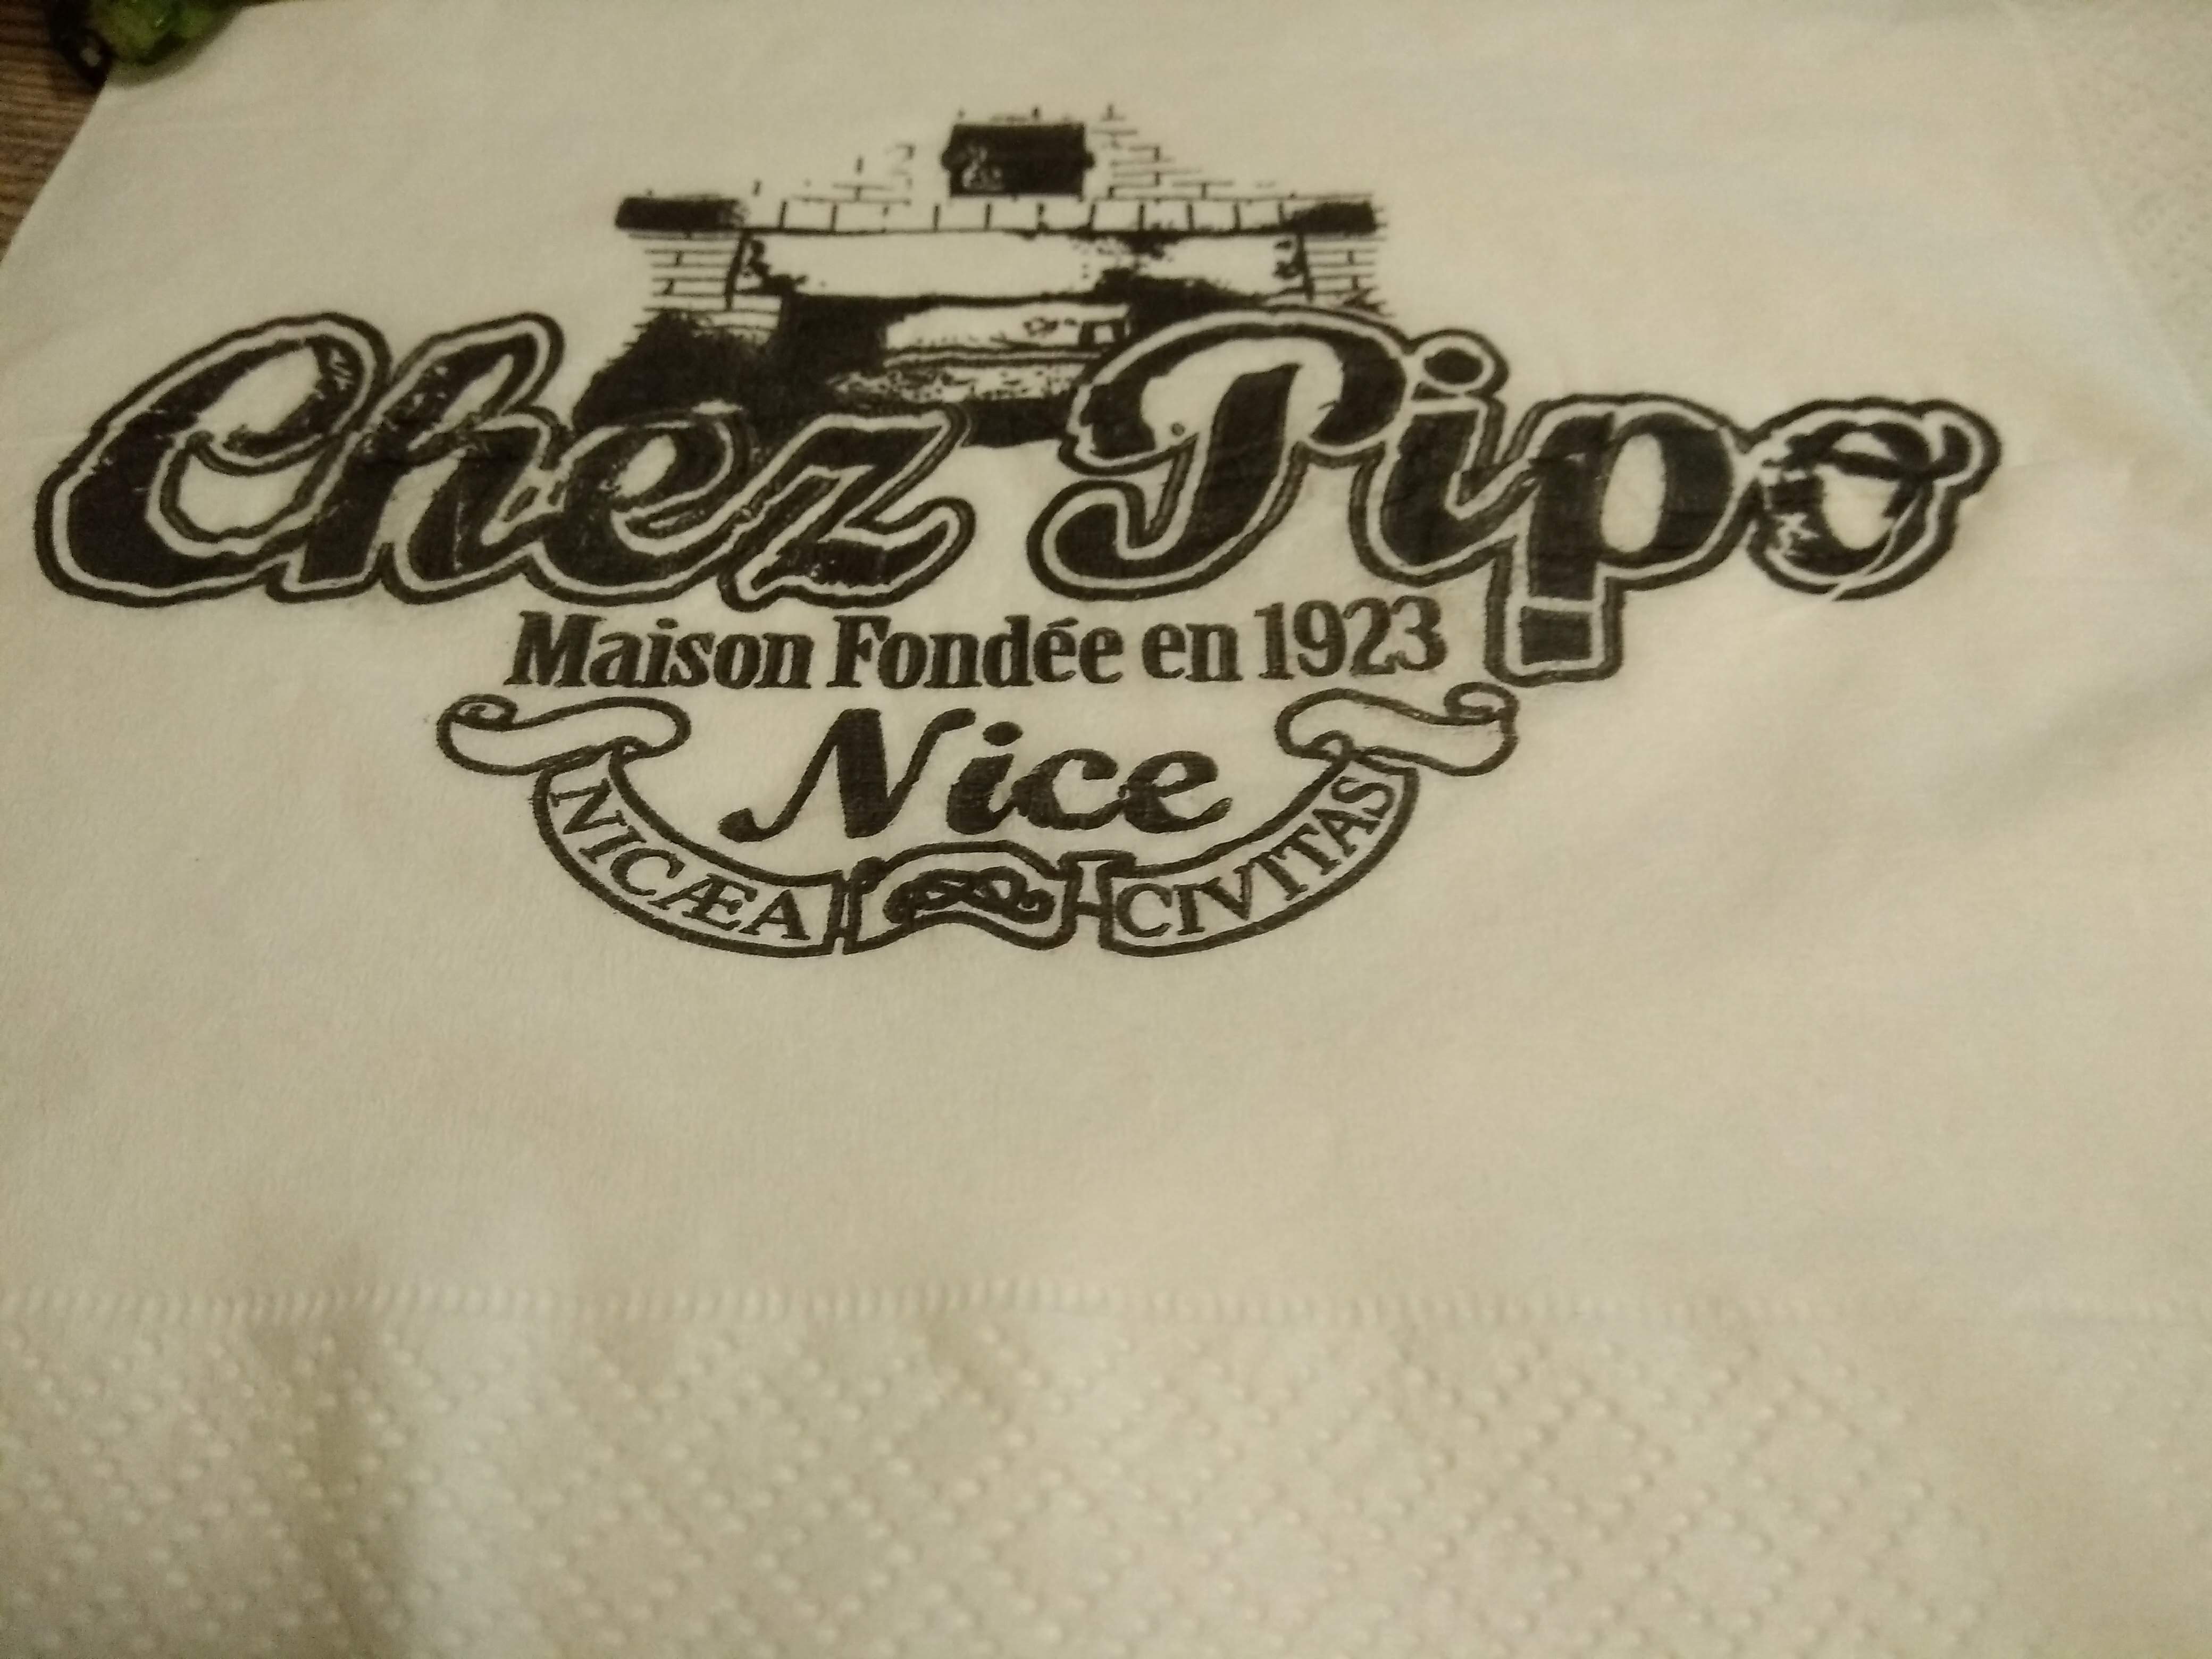 Chez Pipo
Maison Fondée en 1923
Nice
NICÆA CIVITAS